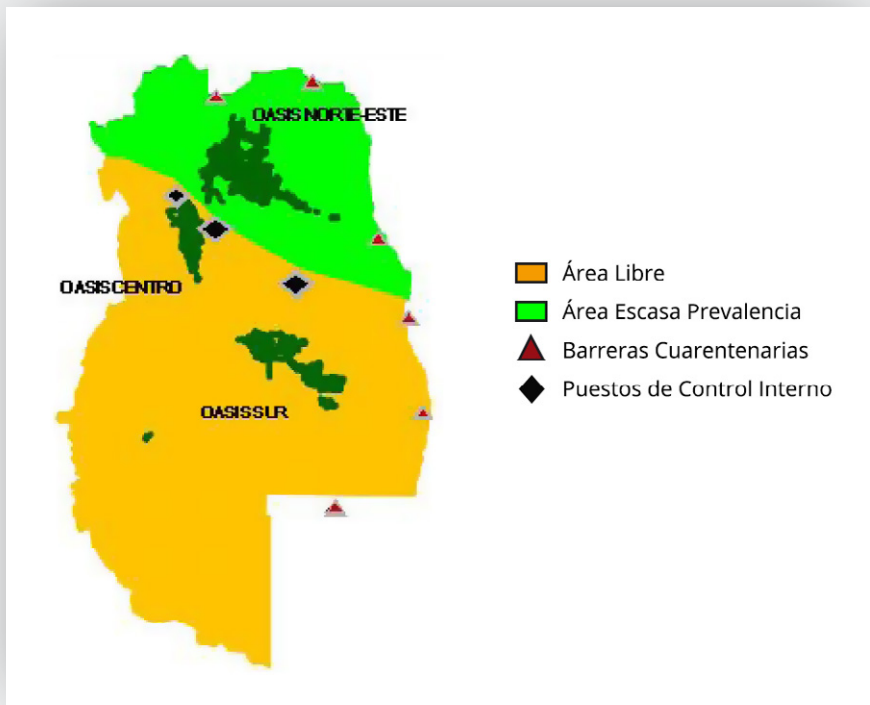 OASIS NORTE-ESTE
OASIS CENTRO
OASIS SUR
Área Libre
Área Escasa Prevalencia
Barreras Cuarentenarias
Puestos de Control Interno